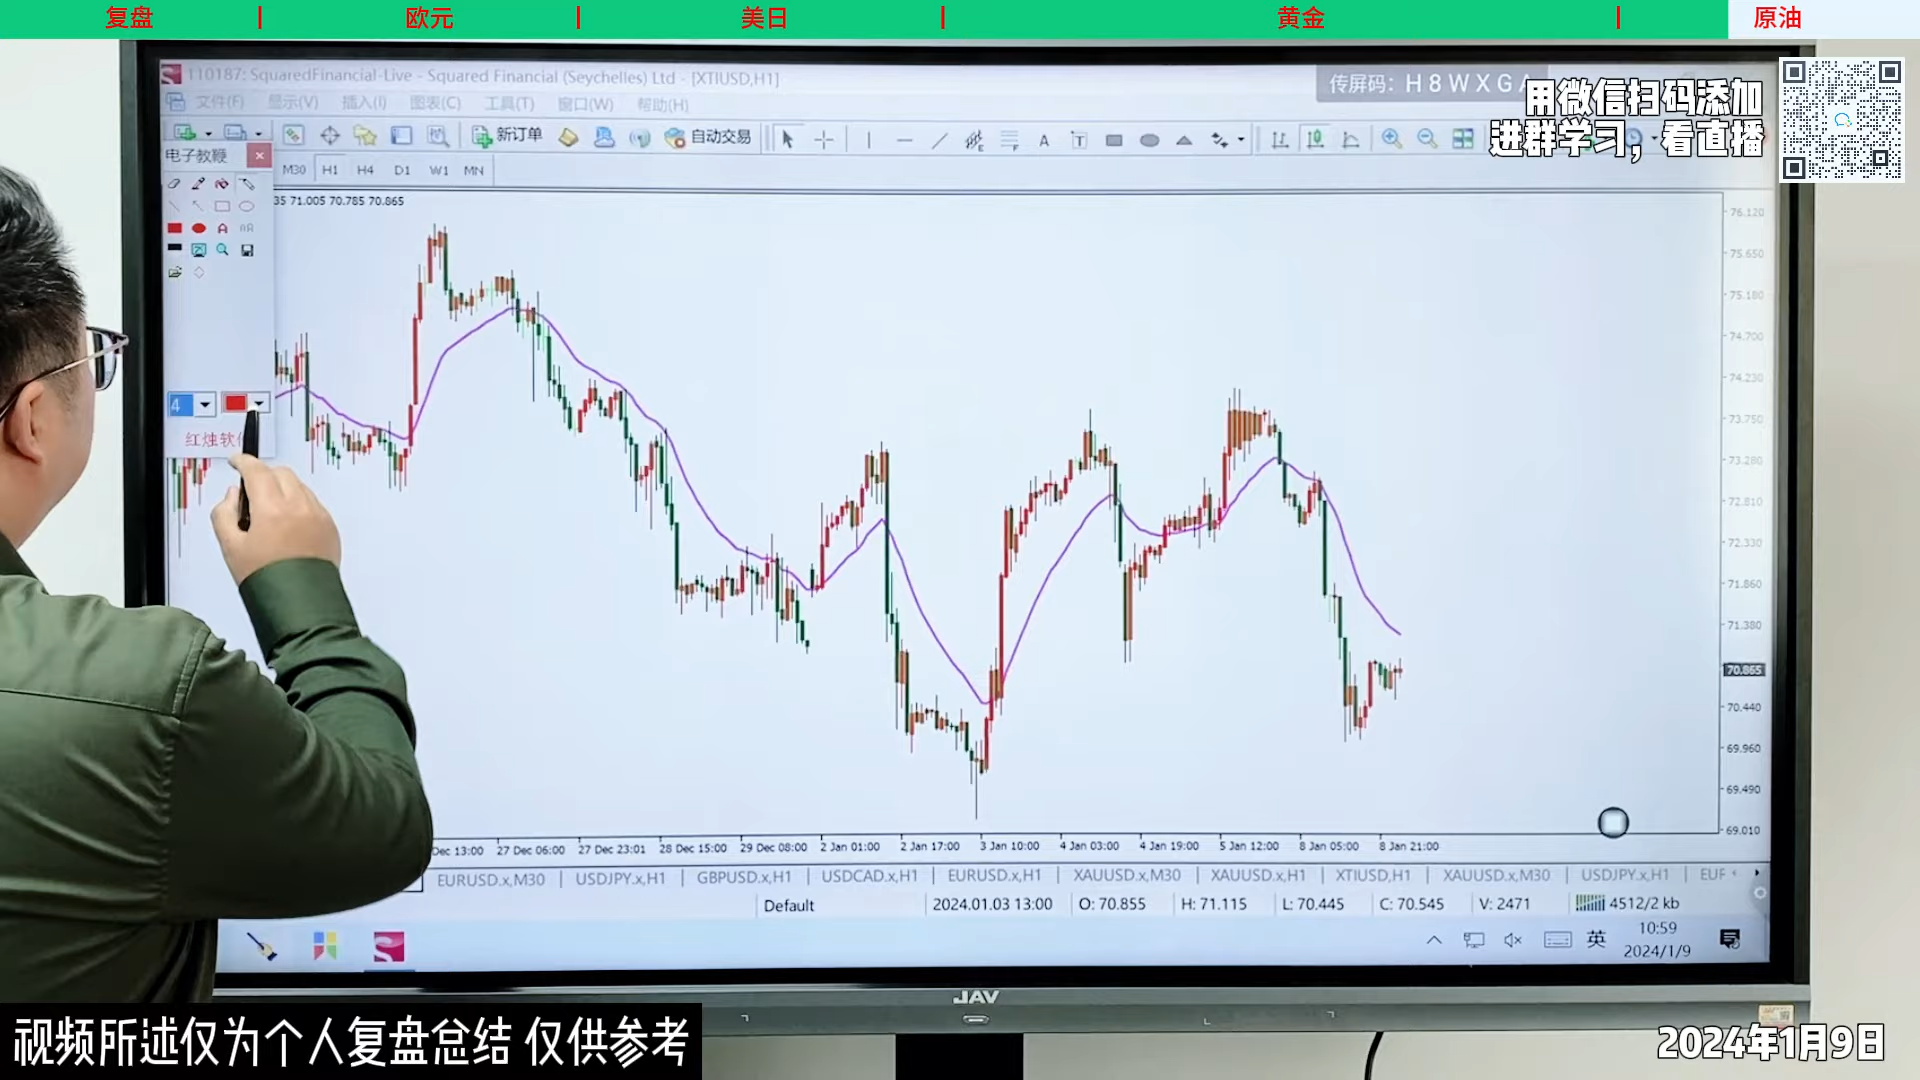 复盘 | 欧元 | 美日 | 黄金 | 原油
110187: SquaredFinancial-Live - Squared Financial (Seychelles) Ltd - [XTIUSD,H1]
传屏码: H8WXGA
用微信扫码添加
进群学习，看直播
文件(F) 显示(V) 插入(I) 图表(C) 工具(T) 窗口(W) 帮助(H)
新订单 自动交易
电子教鞭
M30 H1 H4 D1 W1 MN
35 71.005 70.785 70.865
76.120
75.650
75.180
74.700
74.230
73.750
73.280
72.810
72.330
71.860
71.380
70.865
70.440
69.960
69.490
69.010
4
红烛软
Dec 13:00 27 Dec 06:00 27 Dec 23:01 28 Dec 15:00 29 Dec 08:00 2 Jan 01:00 2 Jan 17:00 3 Jan 10:00 4 Jan 03:00 4 Jan 19:00 5 Jan 12:00 8 Jan 05:00 8 Jan 21:00
EURUSD.x,M30 | USDJPY.x,H1 | GBPUSD.x,H1 | USDCAD.x,H1 | EURUSD.x,H1 | XAUUSD.x,M30 | XAUUSD.x,H1 | XTIUSD,H1 | XAUUSD.x,M30 | USDJPY.x,H1 | EUF
Default 2024.01.03 13:00 O: 70.855 H: 71.115 L: 70.445 C: 70.545 V: 2471 4512/2 kb
英 10:59
2024/1/9
JAV
视频所述仅为个人复盘总结 仅供参考
2024年1月9日